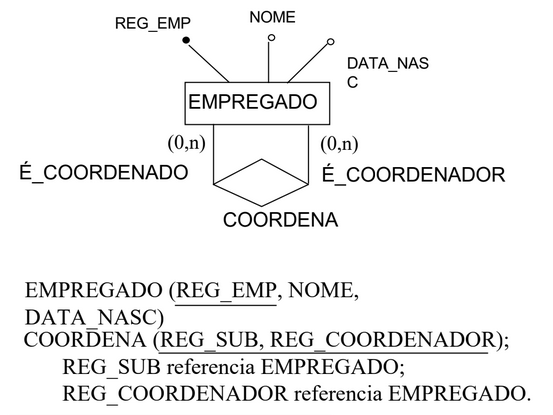 REG_EMP
NOME
DATA_NAS
C
EMPREGADO
(0,n)
(0,n)
É_COORDENADO
É_COORDENADOR
COORDENA
EMPREGADO (REG_EMP, NOME,
DATA_NASC)
COORDENA (REG_SUB, REG_COORDENADOR);
REG_SUB referencia EMPREGADO;
REG_COORDENADOR referencia EMPREGADO.